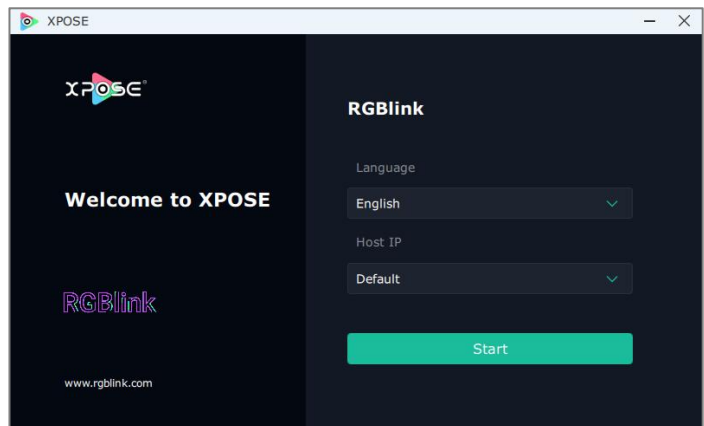 XPOSE
XPOSE®
Welcome to XPOSE
RGBlink
www.rgblink.com
RGBlink
Language
English
Host IP
Default
Start